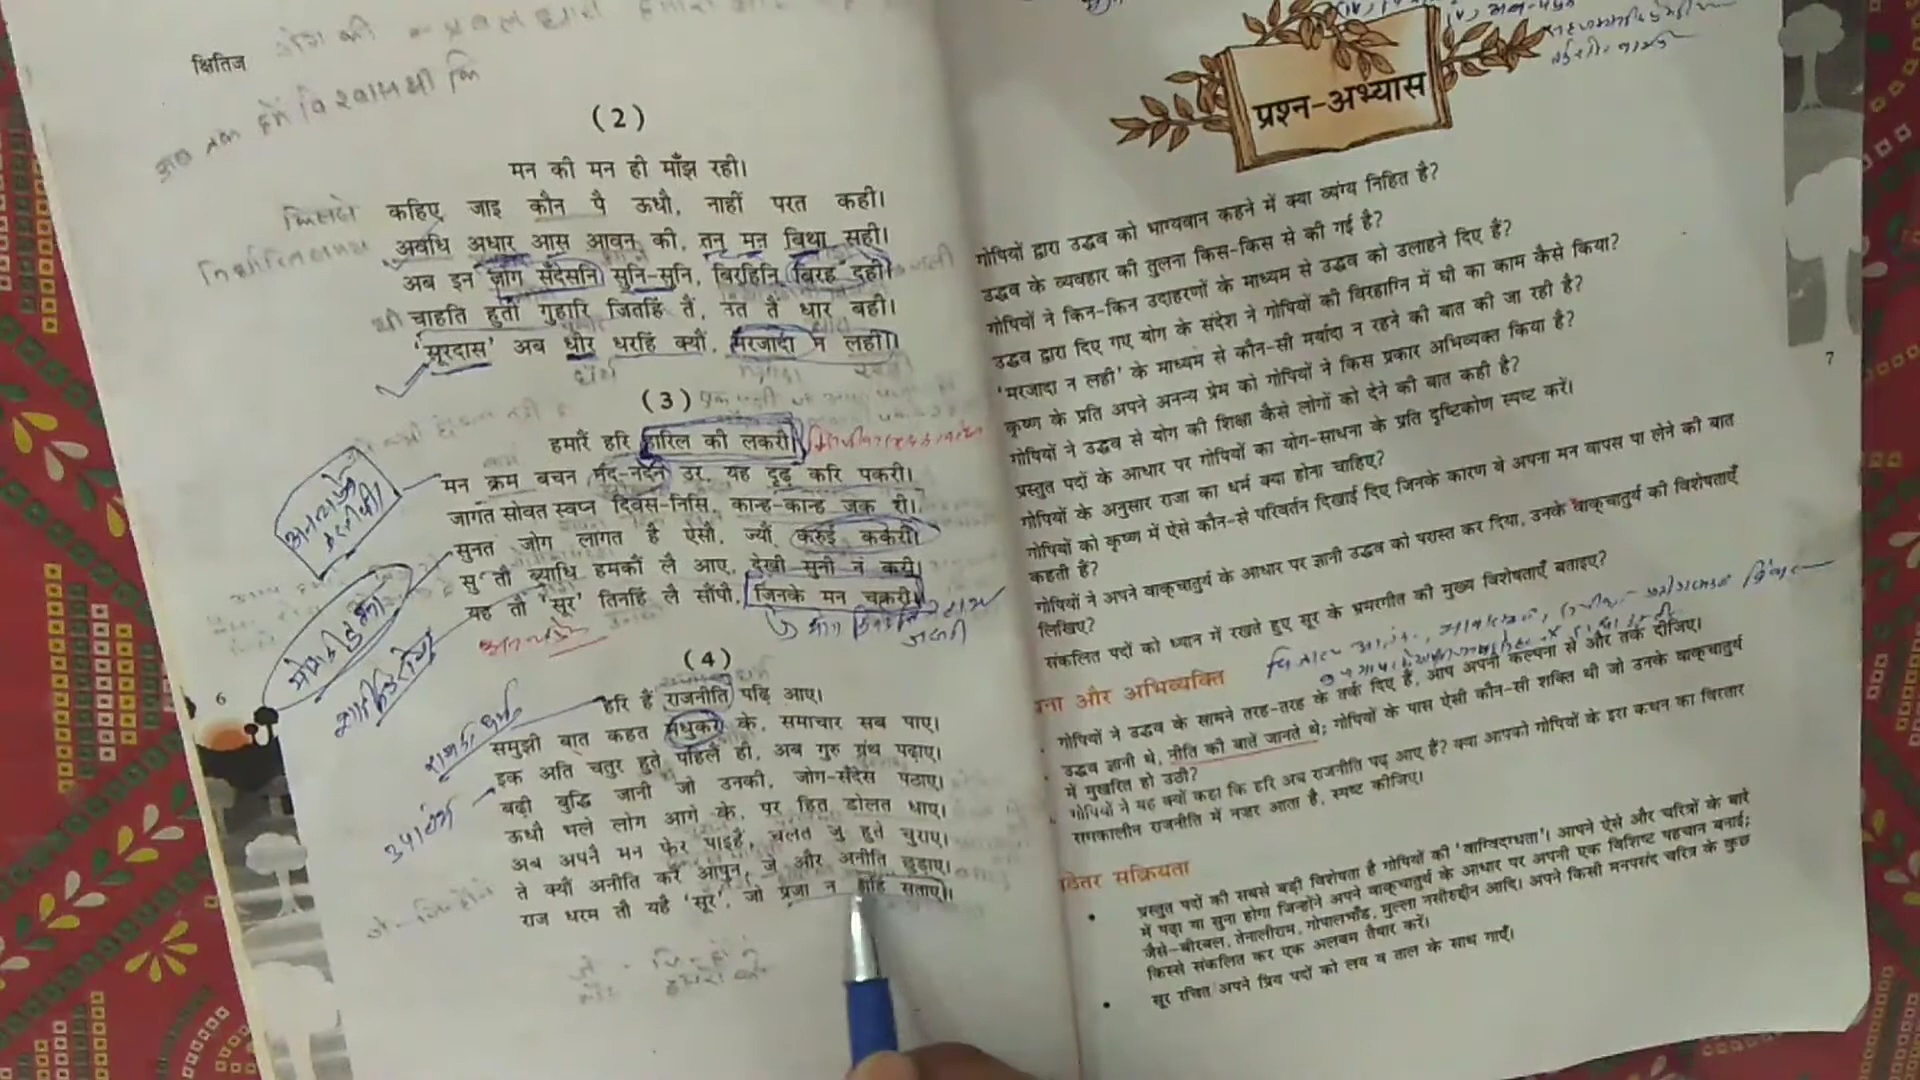 क्षितिज
(2)
मन की मन ही माँझ रही।
कहिए जाइ कौन पै ऊधौ, नाहीं परत कही।
अवधि अधार आस आवन की, तन मन बिथा सही।
अब इन जोग सँदेसनि सुनि-सुनि, बिरहिनि बिरह दही।
चाहति हुतीं गुहारि जितहिं तैं, उत तैं धार बही।
'सूरदास' अब धीर धरहिं क्यौं, मरजादा न लही।।
(3)
हमारैं हरि हारिल की लकरी।
मन क्रम बचन नंद-नंदन उर, यह दृढ़ करि पकरी।
जागत सोवत स्वप्न दिवस-निसि, कान्ह-कान्ह जक री।
सुनत जोग लागत है ऐसौ, ज्यौं करुई ककरी।
सु तौ ब्याधि हमकौं लै आए, देखी सुनी न करी।
यह तौ 'सूर' तिनहिं लै सौंपौ, जिनके मन चकरी।।
(4)
हरि हैं राजनीति पढ़ि आए।
समुझी बात कहत मधुकर के, समाचार सब पाए।
इक अति चतुर हुते पहिलैं ही, अब गुरु ग्रंथ पढ़ाए।
बढ़ी बुद्धि जानी जो उनकी, जोग-सँदेस पठाए।
ऊधौ भले लोग आगे के, पर हित डोलत धाए।
अब अपनै मन फेर पाइहैं, चलत जु हुते चुराए।
ते क्यौं अनीति करैं आपुन, जे और अनीति छुड़ाए।
राज धरम तौ यहै 'सूर', जो प्रजा न जाहिं सताए।।
6
प्रश्न-अभ्यास
गोपियों द्वारा उद्धव को भाग्यवान कहने में क्या व्यंग्य निहित है?
उद्धव के व्यवहार की तुलना किस-किस से की गई है?
गोपियों ने किन-किन उदाहरणों के माध्यम से उद्धव को उलाहने दिए हैं?
उद्धव द्वारा दिए गए योग के संदेश ने गोपियों की विरहाग्नि में घी का काम कैसे किया?
'मरजादा न लही' के माध्यम से कौन-सी मर्यादा न रहने की बात की जा रही है?
कृष्ण के प्रति अपने अनन्य प्रेम को गोपियों ने किस प्रकार अभिव्यक्त किया है?
गोपियों ने उद्धव से योग की शिक्षा कैसे लोगों को देने की बात कही है?
प्रस्तुत पदों के आधार पर गोपियों का योग-साधना के प्रति दृष्टिकोण स्पष्ट करें।
गोपियों के अनुसार राजा का धर्म क्या होना चाहिए?
गोपियों को कृष्ण में ऐसे कौन-से परिवर्तन दिखाई दिए जिनके कारण वे अपना मन वापस पा लेने की बात
कहती हैं?
गोपियों ने अपने वाक्चातुर्य के आधार पर ज्ञानी उद्धव को परास्त कर दिया, उनके वाक्चातुर्य की विशेषताएँ
लिखिए?
संकलित पदों को ध्यान में रखते हुए सूर के भ्रमरगीत की मुख्य विशेषताएँ बताइए?
और अभिव्यक्ति
गोपियों ने उद्धव के सामने तरह-तरह के तर्क दिए हैं, आप अपनी कल्पना से और तर्क दीजिए।
उद्धव ज्ञानी थे, नीति की बातें जानते थे; गोपियों के पास ऐसी कौन-सी शक्ति थी जो उनके वाक्चातुर्य
में मुखरित हो उठी?
गोपियों ने यह क्यों कहा कि हरि अब राजनीति पढ़ आए हैं? क्या आपको गोपियों के इस कथन का विस्तार
समकालीन राजनीति में नज़र आता है, स्पष्ट कीजिए।
सक्रियता
• प्रस्तुत पदों की सबसे बड़ी विशेषता है गोपियों की 'वाग्विदग्धता'। आपने ऐसे और चरित्रों के बारे
में पढ़ा या सुना होगा जिन्होंने अपने वाक्चातुर्य के आधार पर अपनी एक विशिष्ट पहचान बनाई;
जैसे-बीरबल, तेनालीराम, गोपालभाँड, मुल्ला नसीरुद्दीन आदि। अपने किसी मनपसंद चरित्र के कुछ
किस्से संकलित कर एक अलबम तैयार करें।
• सूर रचित अपने प्रिय पदों को लय व ताल के साथ गाएँ।
7